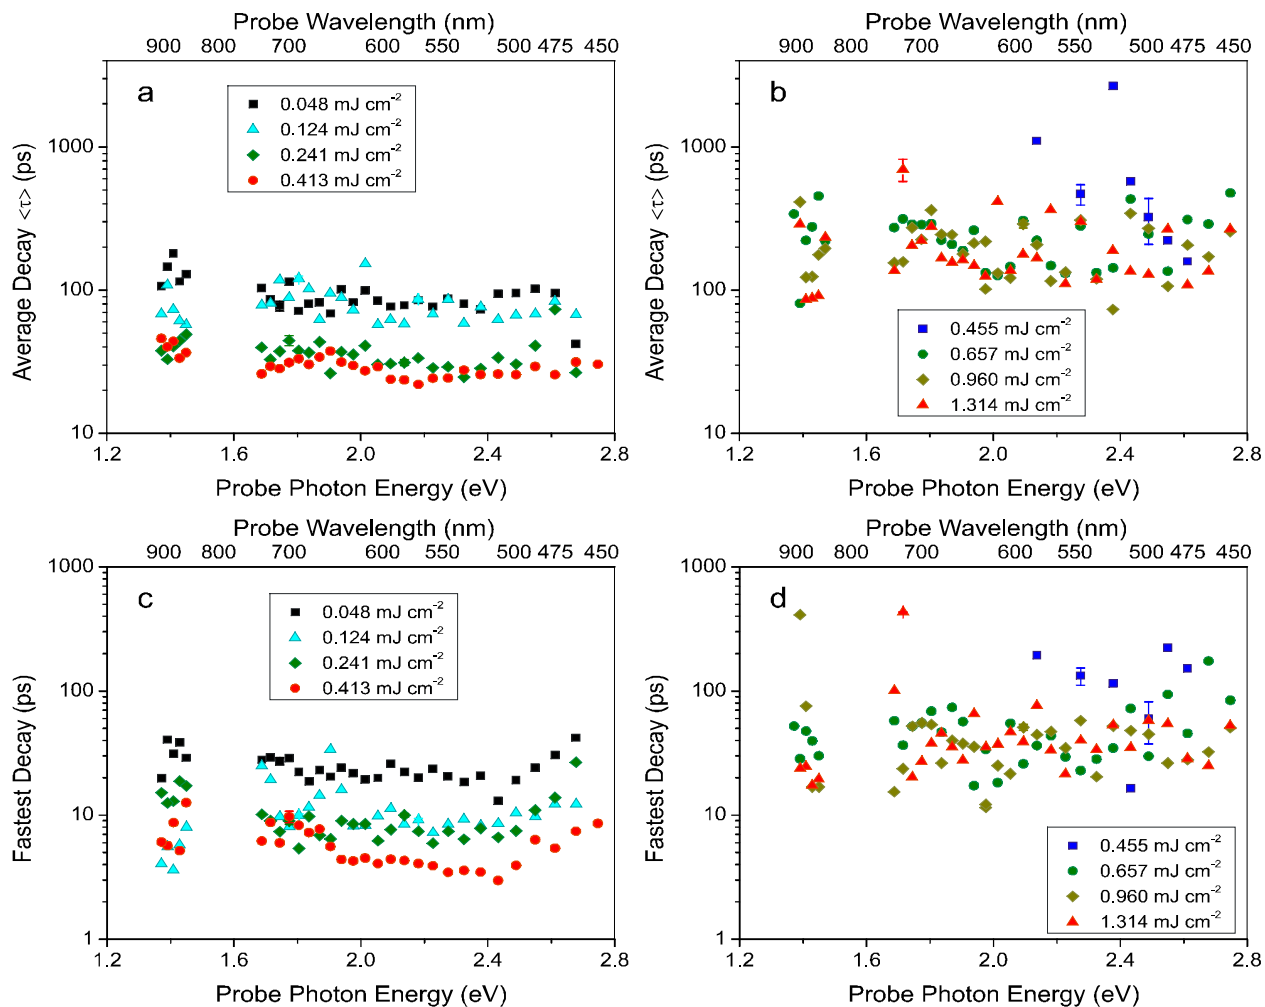 Probe Wavelength (nm)
900 800 700 600 550 500 475 450
a
0.048 mJ cm⁻²
0.124 mJ cm⁻²
0.241 mJ cm⁻²
0.413 mJ cm⁻²
1000
100
10
Average Decay <τ> (ps)
1.2 1.6 2.0 2.4 2.8
Probe Photon Energy (eV)
Probe Wavelength (nm)
900 800 700 600 550 500 475 450
b
0.455 mJ cm⁻²
0.657 mJ cm⁻²
0.960 mJ cm⁻²
1.314 mJ cm⁻²
1000
100
10
Average Decay <τ> (ps)
1.2 1.6 2.0 2.4 2.8
Probe Photon Energy (eV)
Probe Wavelength (nm)
900 800 700 600 550 500 475 450
c
0.048 mJ cm⁻²
0.124 mJ cm⁻²
0.241 mJ cm⁻²
0.413 mJ cm⁻²
1000
100
10
1
Fastest Decay (ps)
1.2 1.6 2.0 2.4 2.8
Probe Photon Energy (eV)
Probe Wavelength (nm)
900 800 700 600 550 500 475 450
d
0.455 mJ cm⁻²
0.657 mJ cm⁻²
0.960 mJ cm⁻²
1.314 mJ cm⁻²
1000
100
10
1
Fastest Decay (ps)
1.2 1.6 2.0 2.4 2.8
Probe Photon Energy (eV)